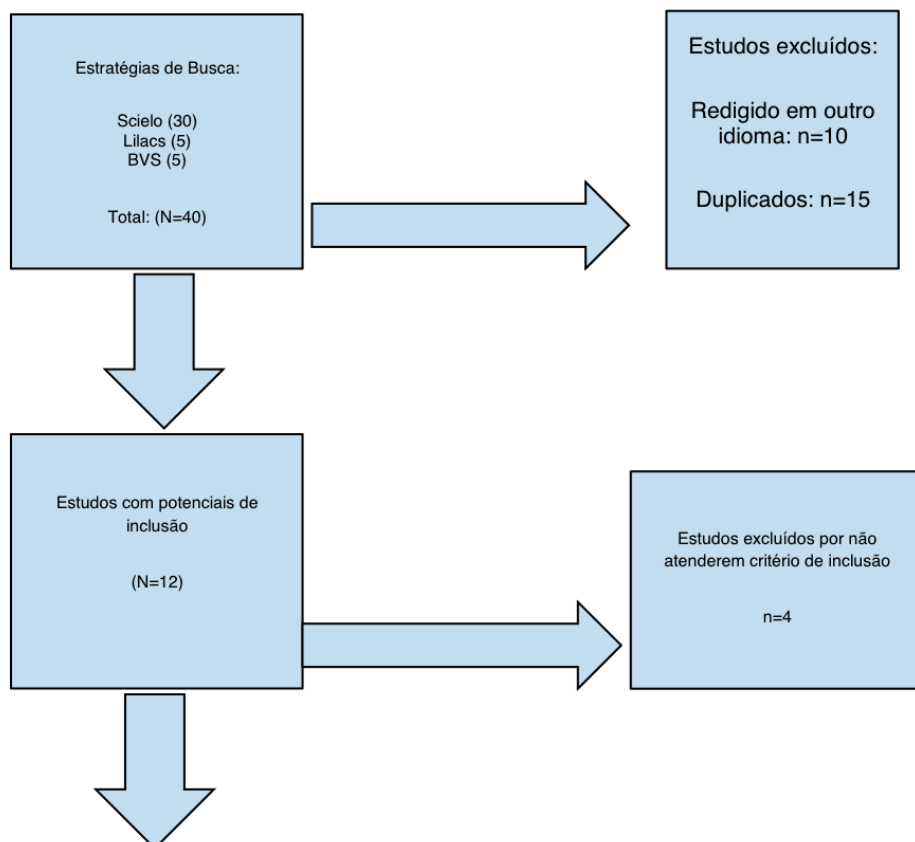 Estratégias de Busca:
Scielo (30)
Lilacs (5)
BVS (5)
Total: (N=40)
Estudos excluídos:
Redigido em outro
idioma: n=10
Duplicados: n=15
Estudos com potenciais de
inclusão
(N=12)
Estudos excluídos por não
atenderem critério de inclusão
n=4